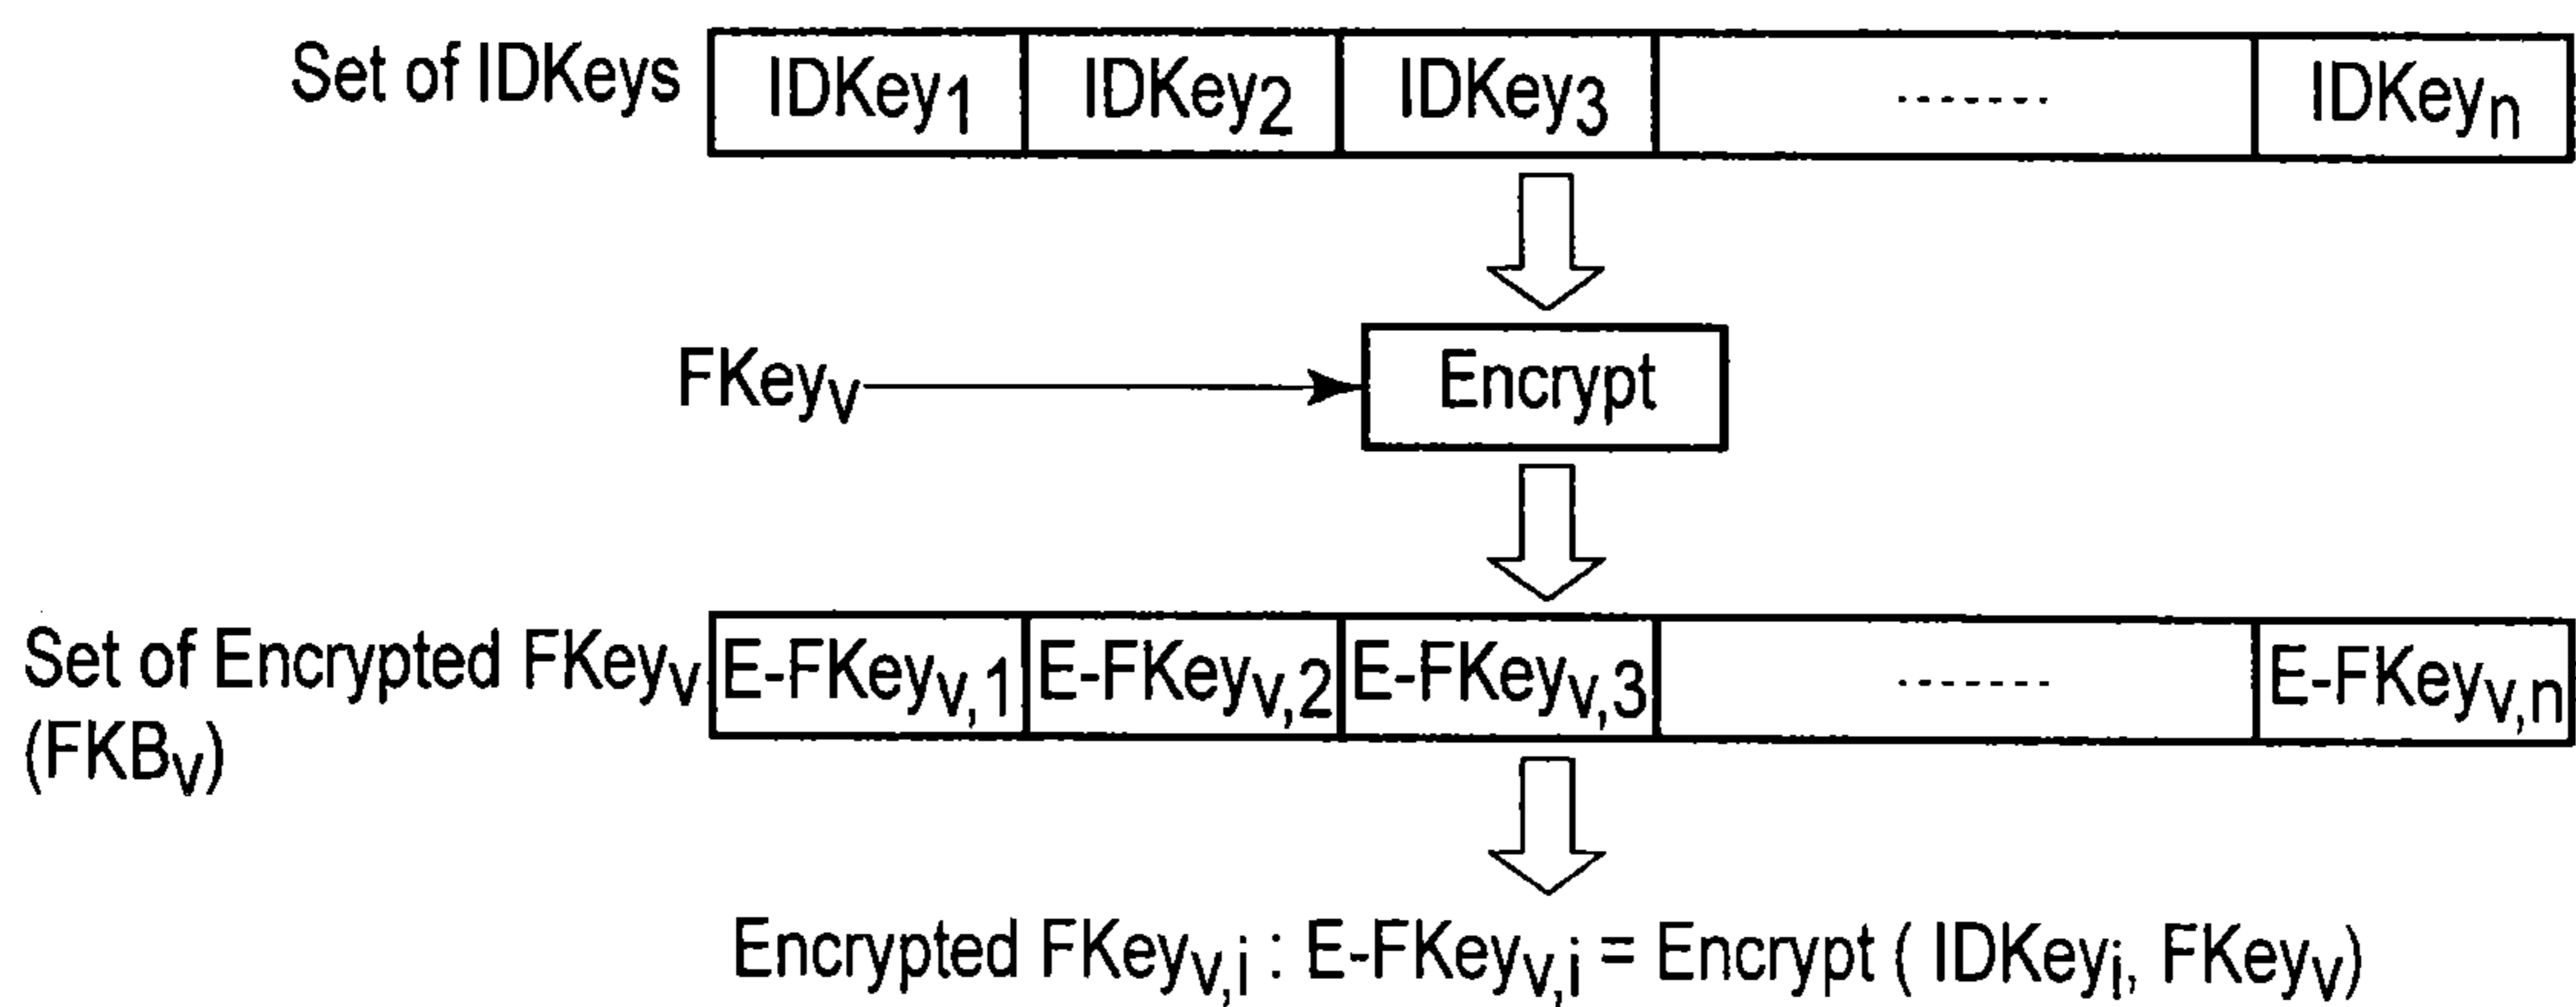 Set of IDKeys IDKey1 IDKey2 IDKey3 ------- IDKeyn
FKeyv Encrypt
Set of Encrypted FKeyv E-FKeyv,1 E-FKeyv,2 E-FKeyv,3 ------- E-FKeyv,n
(FKBv)
Encrypted FKeyv,i : E-FKeyv,i = Encrypt ( IDKeyi, FKeyv)